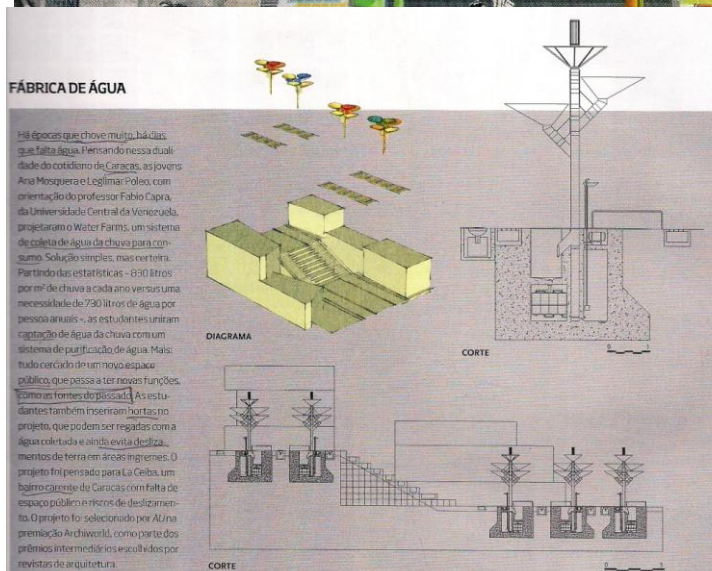 FÁBRICA DE ÁGUA
Há épocas que chove muito, há dias
que falta água. Pensando nessa duali-
dade do cotidiano de Caracas, as jovens
Ana Mosquera e Leglimar Poleo, com
orientação do professor Fabio Capra,
da Universidade Central da Venezuela,
projetaram o Water Farms, um sistema
de coleta de água da chuva para con-
sumo. Solução simples, mas certeira.
Partindo das estatísticas - 830 litros
por m² de chuva a cada ano versus uma
necessidade de 730 litros de água por
pessoa anuais -, as estudantes uniram
captação de água da chuva com um
sistema de purificação de água. Mais:
tudo cercado de um novo espaço
público, que passa a ter novas funções,
como as fontes do passado. As estu-
dantes também inseriram hortas no
projeto, que podem ser regadas com a
água coletada e ainda evita desliza-
mentos de terra em áreas íngremes. O
projeto foi pensado para La Ceiba, um
bairro carente de Caracas com falta de
espaço público e riscos de deslizamen-
to. O projeto foi selecionado por AU na
premiação Archiworld, como parte dos
prêmios intermediários escolhidos por
revistas de arquitetura.
DIAGRAMA
CORTE
0 1
CORTE
0 5